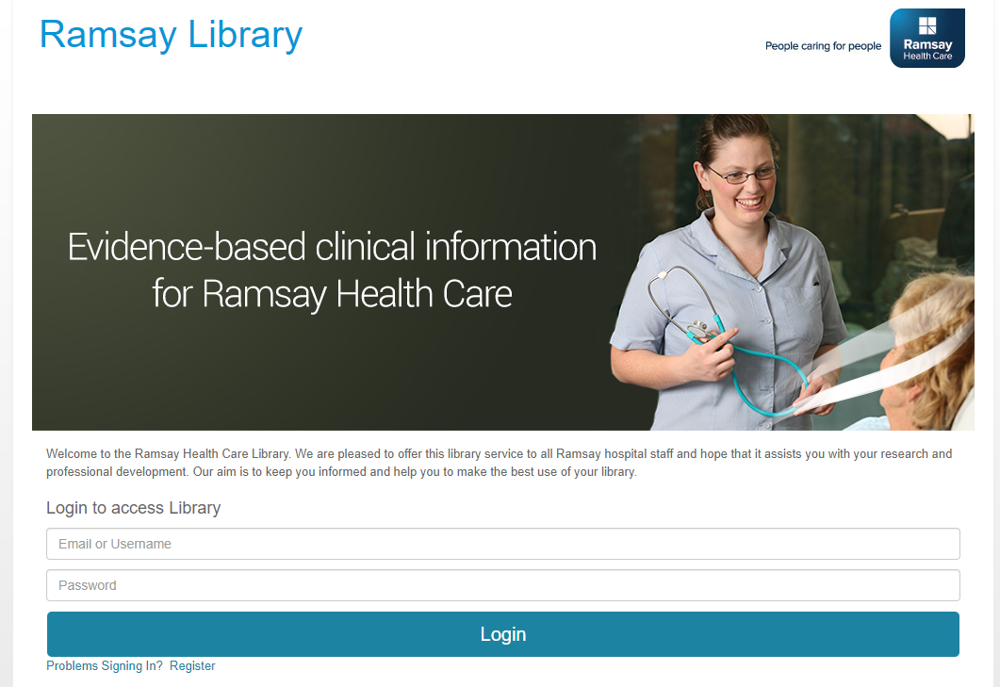 Ramsay Library
People caring for people
Ramsay
Health Care
Evidence-based clinical information
for Ramsay Health Care
Welcome to the Ramsay Health Care Library. We are pleased to offer this library service to all Ramsay hospital staff and hope that it assists you with your research and
professional development. Our aim is to keep you informed and help you to make the best use of your library.
Login to access Library
Email or Username
Password
Login
Problems Signing In? Register